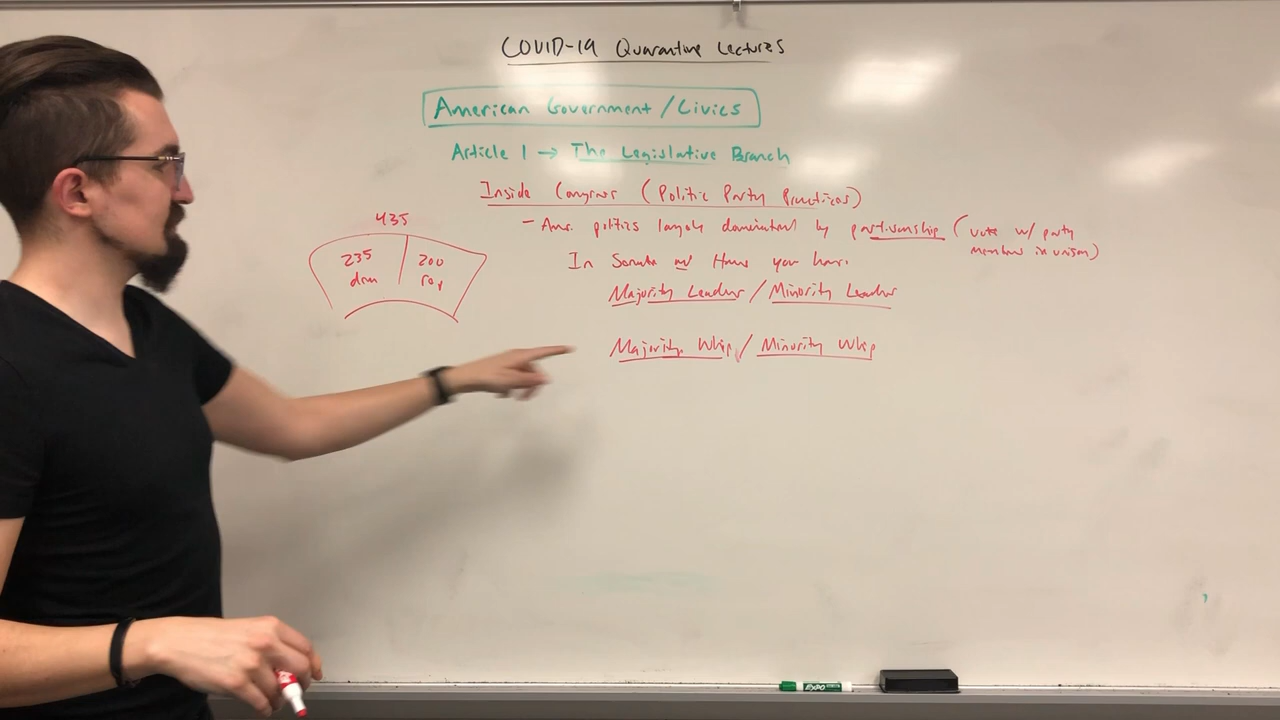 COVID-19 Quarantine Lectures
American Government/Civics
Article 1 → The Legislative Branch
Inside Congress (Politic Party Practices)
- Ame. politics largely dominated by partisanship (vote w/ party
members in unison)
In Senate and House you have:
Majority Leader / Minority Leader
Majority Whip / Minority Whip
435
235 200
dem rep
EXPO